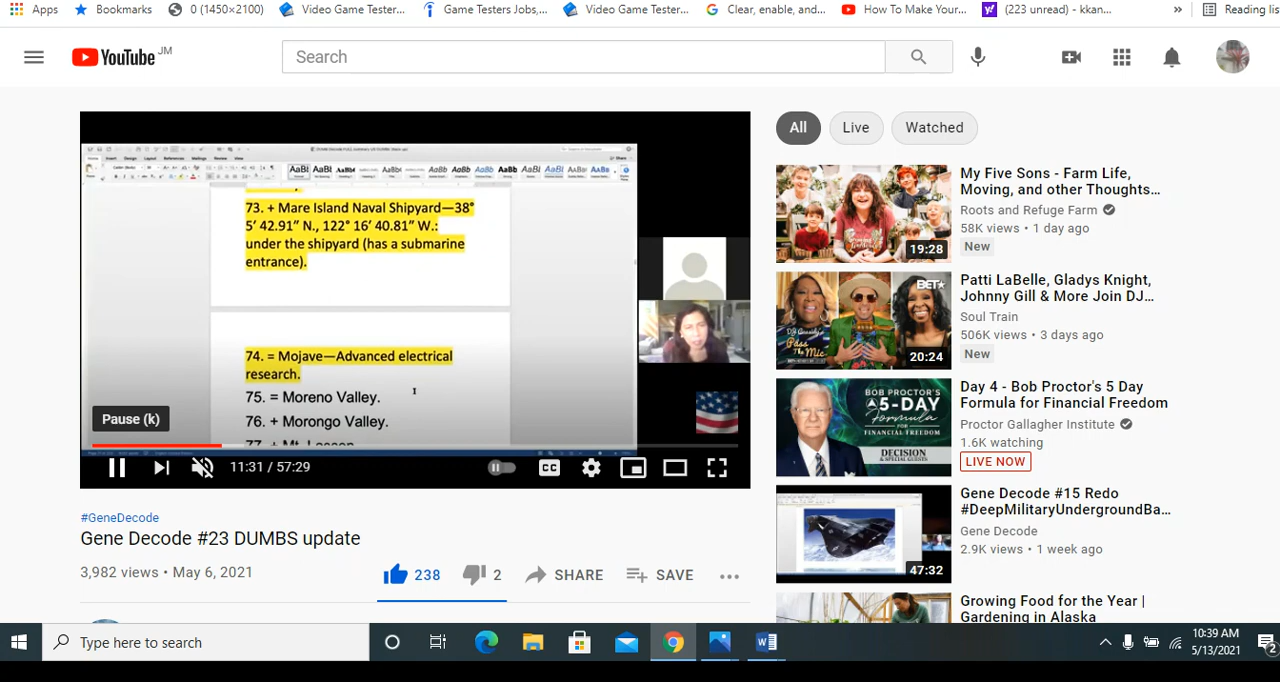 Apps
Bookmarks
0 (1450×2100)
Video Game Tester...
Game Testers Jobs,...
Video Game Tester...
Clear, enable, and...
How To Make Your...
(223 unread) - kkan...
»
Reading lis
YouTube JM
Search
73. + Mare Island Naval Shipyard—38°
5’ 42.91” N., 122° 16’ 40.81” W.:
under the shipyard (has a submarine
entrance).
74. = Mojave—Advanced electrical
research.
75. = Moreno Valley.
76. + Morongo Valley.
Pause (k)
11:31 / 57:29
CC
#GeneDecode
Gene Decode #23 DUMBS update
3,982 views • May 6, 2021
238
2
SHARE
SAVE
All
Live
Watched
My Five Sons - Farm Life,
Moving, and other Thoughts...
Roots and Refuge Farm
58K views • 1 day ago
New
19:28
Patti LaBelle, Gladys Knight,
Johnny Gill & More Join DJ...
Soul Train
506K views • 3 days ago
New
BET
DJ Cassidy's
Pass
The Mic
20:24
Day 4 - Bob Proctor's 5 Day
Formula for Financial Freedom
Proctor Gallagher Institute
1.6K watching
LIVE NOW
BOB PROCTOR'S
5-DAY
Formula
FOR
FINANCIAL FREEDOM
DECISION
Gene Decode #15 Redo
#DeepMilitaryUndergroundBa...
Gene Decode
2.9K views • 1 week ago
47:32
Growing Food for the Year |
Gardening in Alaska
Type here to search
10:39 AM
5/13/2021
2